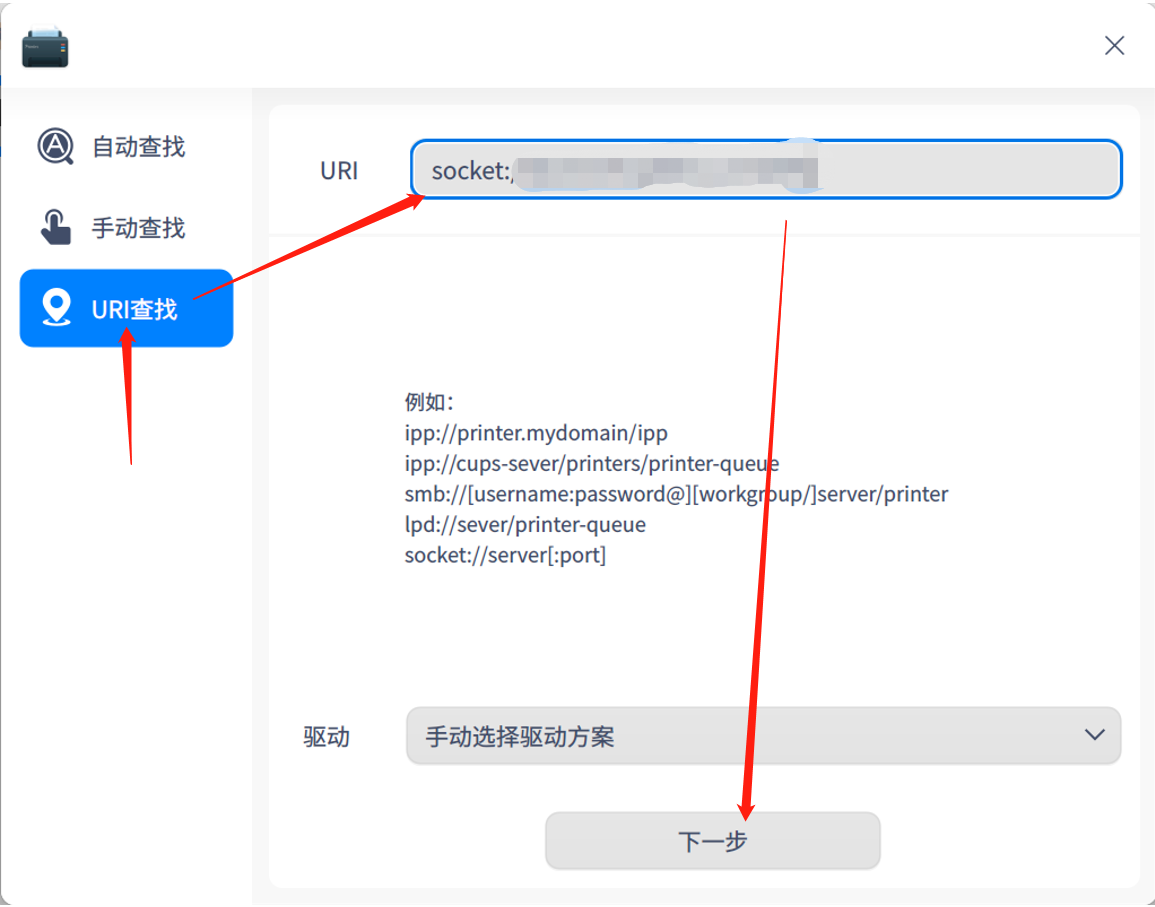 自动查找
手动查找
URI查找
URI
socket:/
例如：
ipp://printer.mydomain/ipp
ipp://cups-sever/printers/printer-queue
smb://[username:password@][workgroup/]server/printer
lpd://sever/printer-queue
socket://server[:port]
驱动
手动选择驱动方案
下一步